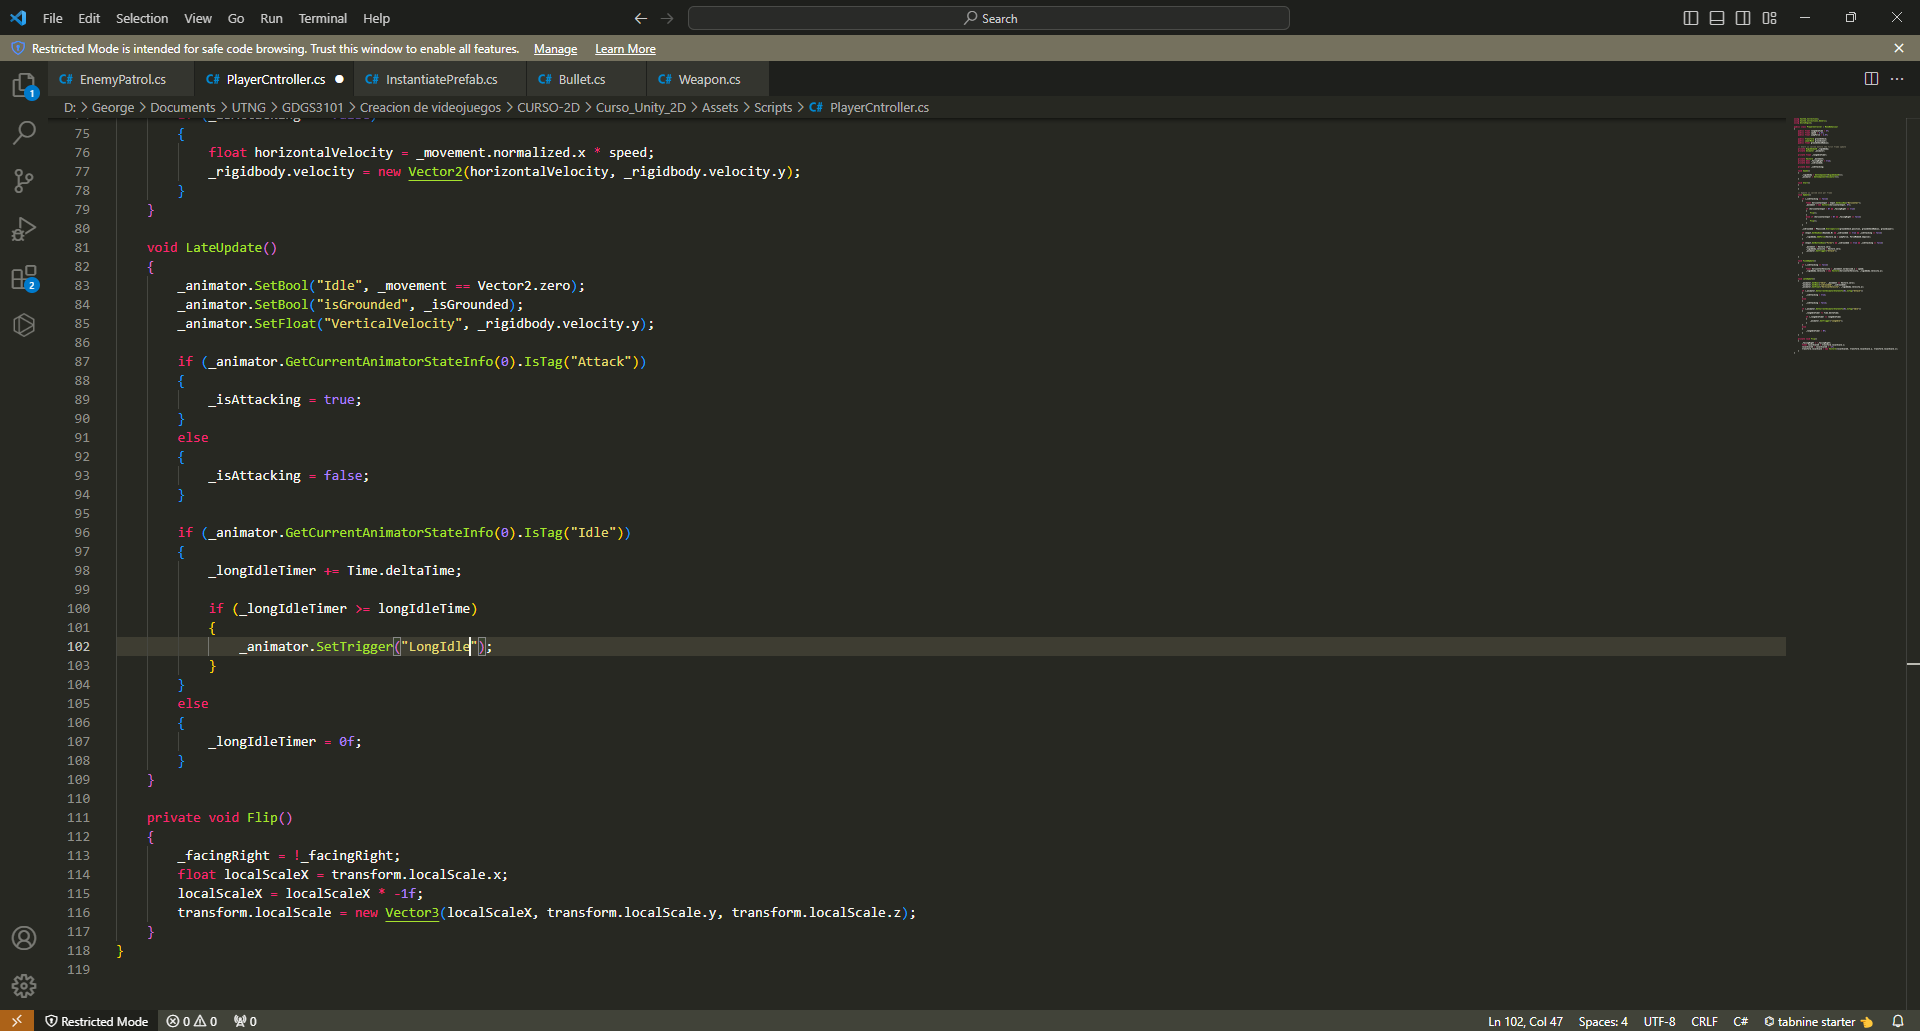 File Edit Selection View Go Run Terminal Help
Search
Restricted Mode is intended for safe code browsing. Trust this window to enable all features. Manage Learn More
C# EnemyPatrol.cs C# PlayerCntroller.cs C# InstantiatePrefab.cs C# Bullet.cs C# Weapon.cs
D: > George > Documents > UTNG > GDGS3101 > Creacion de videojuegos > CURSO-2D > Curso_Unity_2D > Assets > Scripts > C# PlayerCntroller.cs
1
2
75 {
76 float horizontalVelocity = _movement.normalized.x * speed;
77 _rigidbody.velocity = new Vector2(horizontalVelocity, _rigidbody.velocity.y);
78 }
79 }
80
81 void LateUpdate()
82 {
83 _animator.SetBool("Idle", _movement == Vector2.zero);
84 _animator.SetBool("isGrounded", _isGrounded);
85 _animator.SetFloat("VerticalVelocity", _rigidbody.velocity.y);
86
87 if (_animator.GetCurrentAnimatorStateInfo(0).IsTag("Attack"))
88 {
89 _isAttacking = true;
90 }
91 else
92 {
93 _isAttacking = false;
94 }
95
96 if (_animator.GetCurrentAnimatorStateInfo(0).IsTag("Idle"))
97 {
98 _longIdleTimer += Time.deltaTime;
99
100 if (_longIdleTimer >= longIdleTime)
101 {
102 _animator.SetTrigger("LongIdle");
103 }
104 }
105 else
106 {
107 _longIdleTimer = 0f;
108 }
109 }
110
111 private void Flip()
112 {
113 _facingRight = !_facingRight;
114 float localScaleX = transform.localScale.x;
115 localScaleX = localScaleX * -1f;
116 transform.localScale = new Vector3(localScaleX, transform.localScale.y, transform.localScale.z);
117 }
118 }
119
Restricted Mode 0 0 0 Ln 102, Col 47 Spaces: 4 UTF-8 CRLF C# tabnine starter